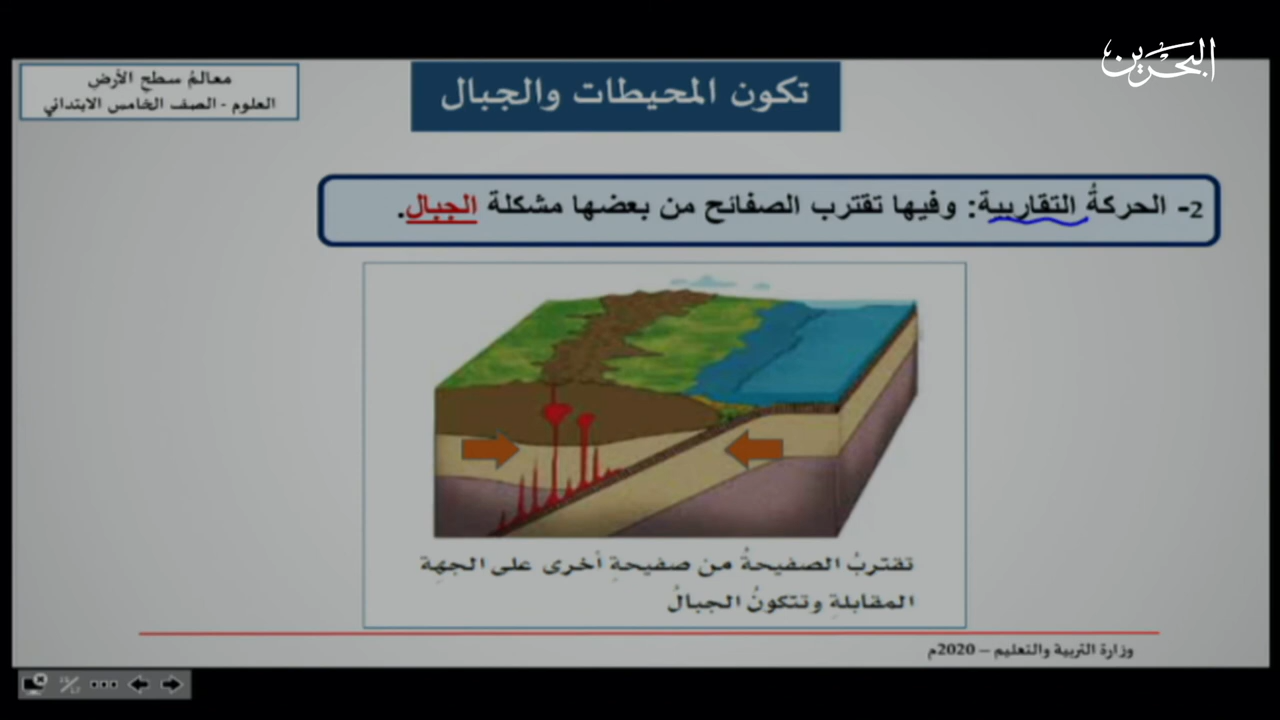 البحرين
معالمُ سطحِ الأرضِ
العلوم - الصف الخامس الابتدائي
تكون المحيطات والجبال
2- الحركةُ التقاربية: وفيها تقترب الصفائح من بعضها مشكلة الجبال.
تقتربُ الصفيحةُ من صفيحةٍ أخرى على الجهةِ
المقابلةِ وتتكونُ الجبالُ
وزارة التربية والتعليم – 2020م